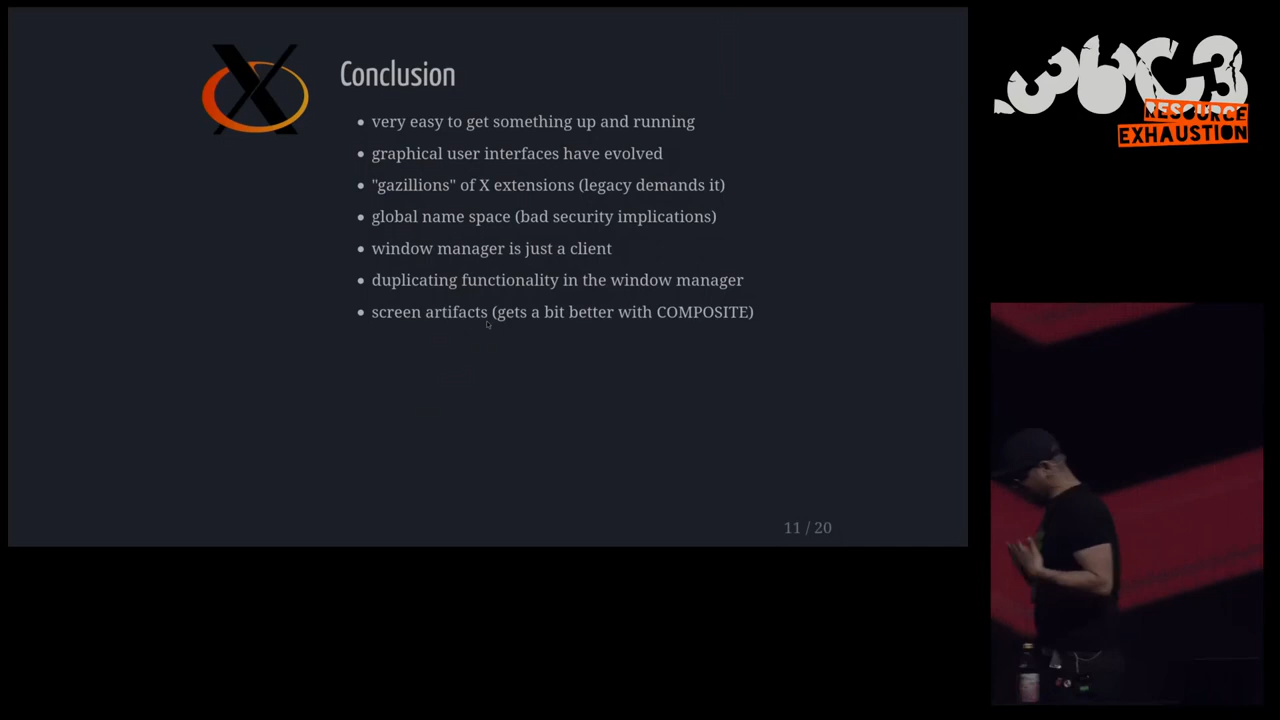 Conclusion
very easy to get something up and running
graphical user interfaces have evolved
"gazillions" of X extensions (legacy demands it)
global name space (bad security implications)
window manager is just a client
duplicating functionality in the window manager
screen artifacts (gets a bit better with COMPOSITE)
11 / 20
36C3
RESOURCE
EXHAUSTION